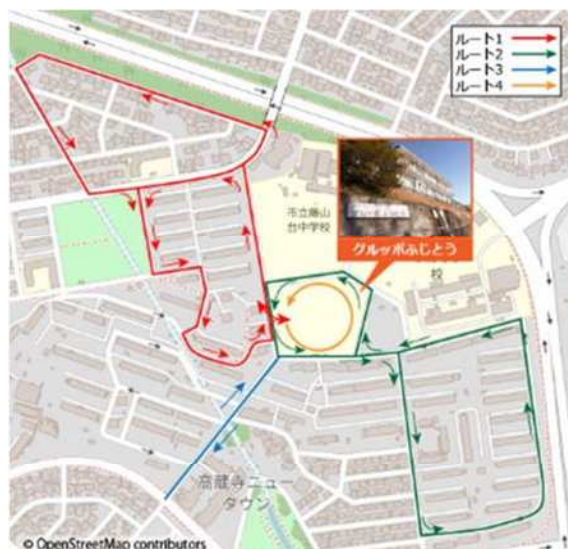 ルート1
ルート2
ルート3
ルート4
市立藤山
台中学校
グルッポふじとう
校
高蔵寺ニュー
タウン
© OpenStreetMap contributors